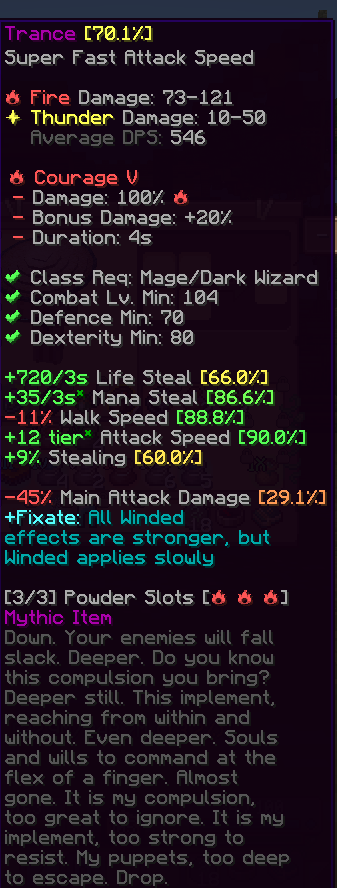 Trance [70.1%]
Super Fast Attack Speed
Fire Damage: 73-121
Thunder Damage: 10-50
Average DPS: 546
Courage V
- Damage: 100%
- Bonus Damage: +20%
- Duration: 4s
✔ Class Req: Mage/Dark Wizard
✔ Combat Lv. Min: 104
✔ Defence Min: 70
✔ Dexterity Min: 80
+720/3s Life Steal [66.0%]
+35/3s* Mana Steal [86.6%]
-11% Walk Speed [88.8%]
+12 tier* Attack Speed [90.0%]
+9% Stealing [60.0%]
-45% Main Attack Damage [29.1%]
+Fixate: All Winded
effects are stronger, but
Winded applies slowly
[3/3] Powder Slots [🔥 🔥 🔥]
Mythic Item
Down. Your enemies will fall
slack. Deeper. Do you know
this compulsion you bring?
Deeper still. This implement,
reaching from within and
without. Even deeper. Souls
and wills to command at the
flex of a finger. Almost
gone. It is my compulsion,
too great to ignore. It is my
implement, too strong to
resist. My puppets, too deep
to escape. Drop.